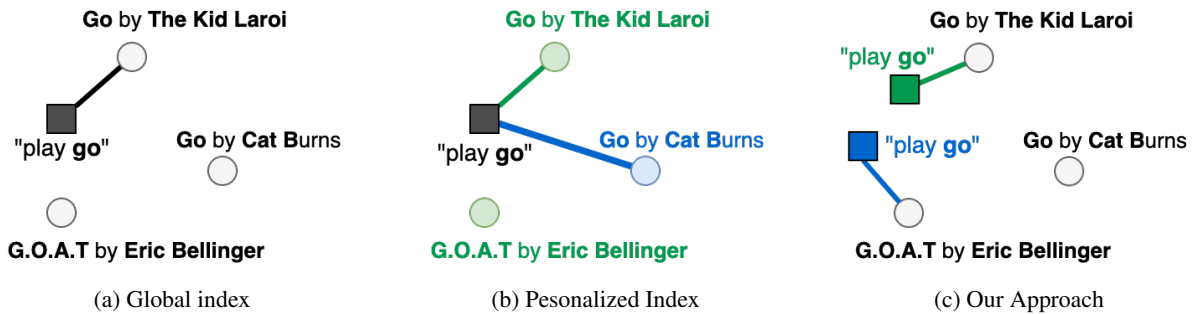 Go by The Kid Laroi
"play go"
Go by Cat Burns
G.O.A.T by Eric Bellinger
(a) Global index
Go by The Kid Laroi
"play go"
Go by Cat Burns
G.O.A.T by Eric Bellinger
(b) Pesonalized Index
Go by The Kid Laroi
"play go"
"play go"
Go by Cat Burns
G.O.A.T by Eric Bellinger
(c) Our Approach